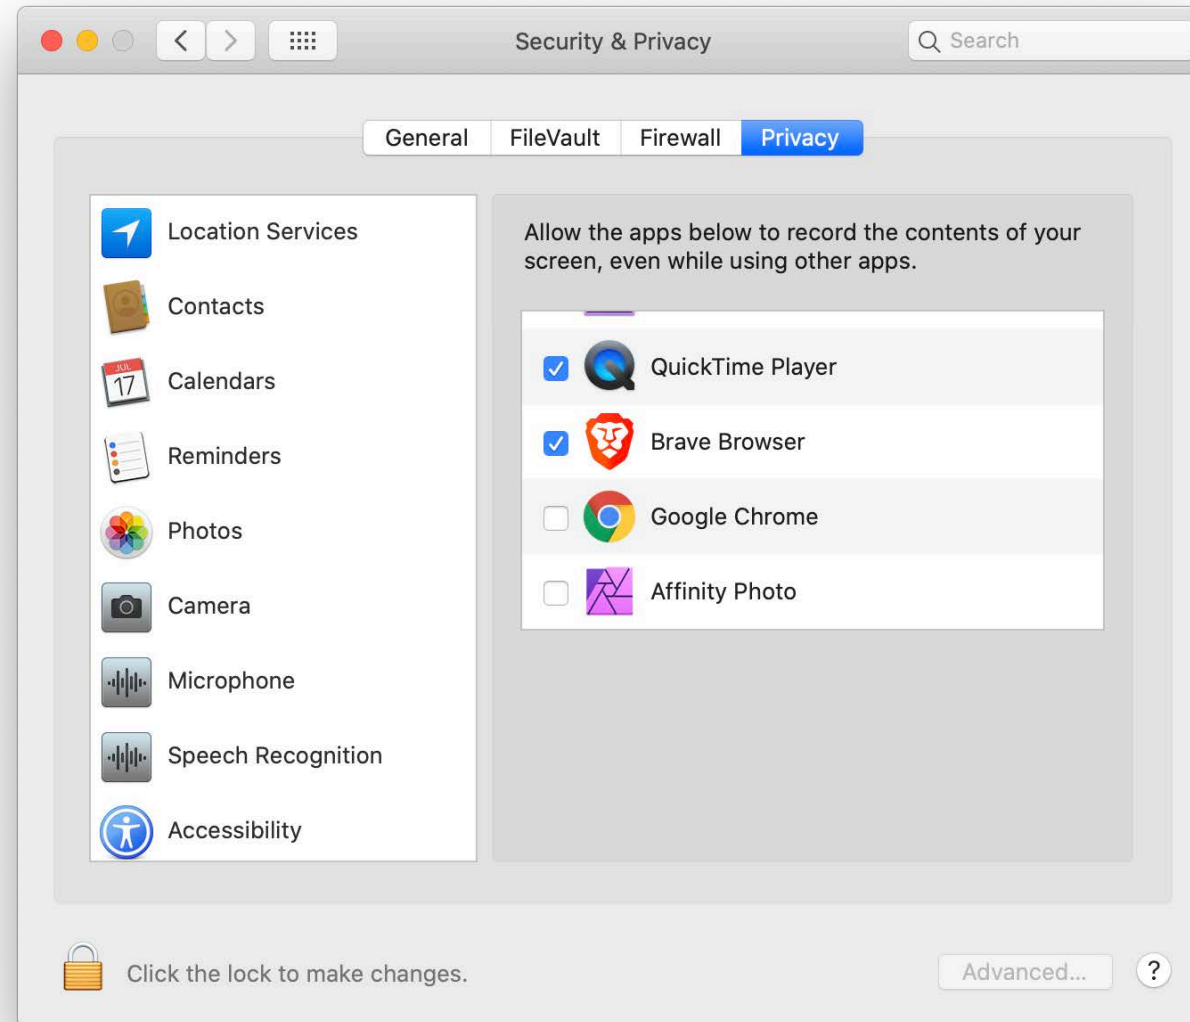 Security & Privacy
Search
General
FileVault
Firewall
Privacy
Location Services
Contacts
JUL
17
Calendars
Reminders
Photos
Camera
Microphone
Speech Recognition
Accessibility
Allow the apps below to record the contents of your
screen, even while using other apps.
QuickTime Player
Brave Browser
Google Chrome
Affinity Photo
Click the lock to make changes.
Advanced...
?